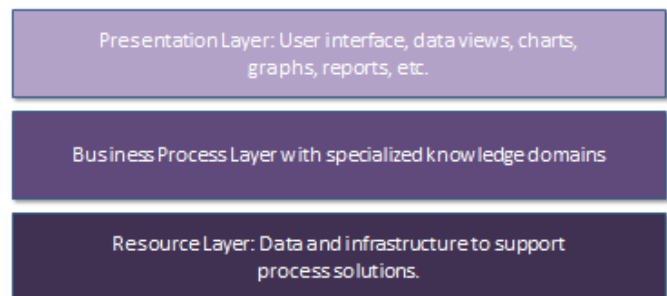 Presentation Layer: User interface, data views, charts,
graphs, reports, etc.
Business Process Layer with specialized knowledge domains
Resource Layer: Data and infrastructure to support
process solutions.